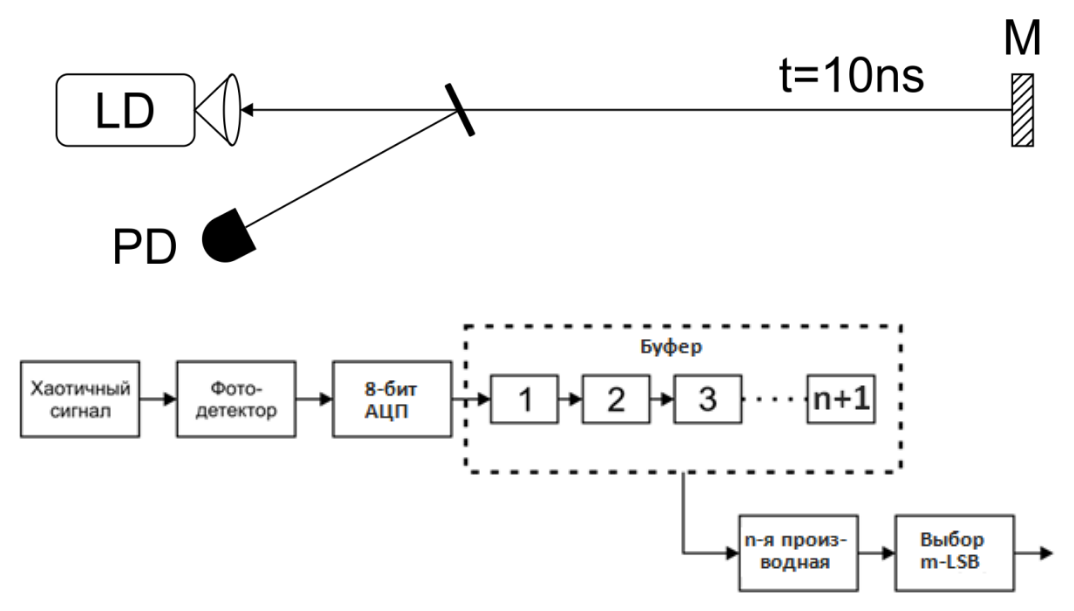 M
t=10ns
LD
PD
Буфер
Хаотичный
сигнал
Фото-
детектор
8-бит
АЦП
1
2
3
n+1
n-я произ-
водная
Выбор
m-LSB